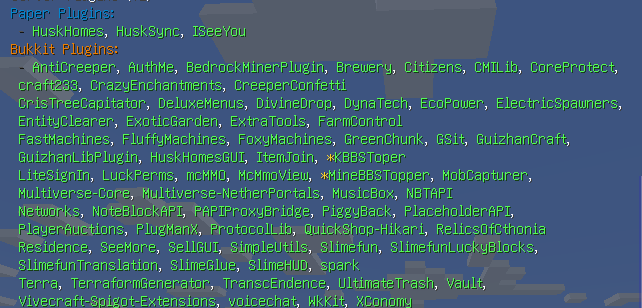 Paper Plugins:
- HuskHomes, HuskSync, ISeeYou
Bukkit Plugins:
- AntiCreeper, AuthMe, BedrockMinerPlugin, Brewery, Citizens, CMILib, CoreProtect,
craft233, CrazyEnchantments, CreeperConfetti
CrisTreeCapitator, DeluxeMenus, DivineDrop, DynaTech, EcoPower, ElectricSpawners,
EntityClearer, ExoticGarden, ExtraTools, FarmControl
FastMachines, FluffyMachines, FoxyMachines, GreenChunk, GSit, GuizhanCraft,
GuizhanLibPlugin, HuskHomesGUI, ItemJoin, *KBBSToper
LiteSignIn, LuckPerms, mcMMO, McMmoView, *MineBBSTopper, MobCapturer,
Multiverse-Core, Multiverse-NetherPortals, MusicBox, NBTAPI
Networks, NoteBlockAPI, PAPIProxyBridge, PiggyBack, PlaceholderAPI,
PlayerAuctions, PlugManX, ProtocolLib, QuickShop-Hikari, RelicsOfCthonia
Residence, SeeMore, SellGUI, SimpleUtils, Slimefun, SlimefunLuckyBlocks,
SlimefunTranslation, SlimeGlue, SlimeHUD, spark
Terra, TerraformGenerator, TranscEndence, UltimateTrash, Vault,
Vivecraft-Spigot-Extensions, voicechat, WkKit, XConomy